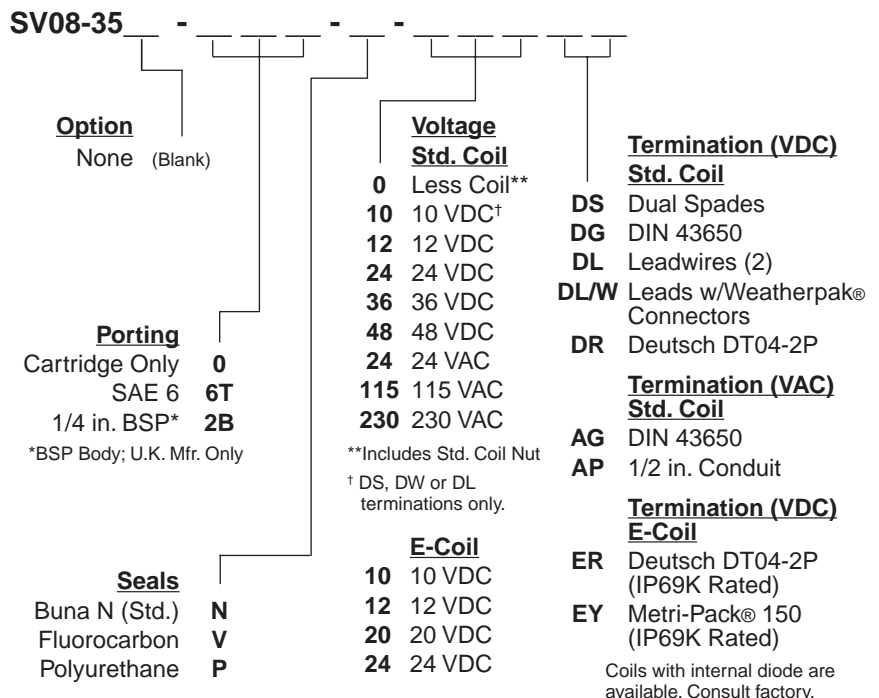 SV08-35__ - __ __ __ - __ - __ __ __ __ __
Option
None (Blank)
Porting
Cartridge Only 0
SAE 6 6T
1/4 in. BSP* 2B
*BSP Body; U.K. Mfr. Only
Seals
Buna N (Std.) N
Fluorocarbon V
Polyurethane P
Voltage
Std. Coil
0 Less Coil**
10 10 VDC†
12 12 VDC
24 24 VDC
36 36 VDC
48 48 VDC
24 24 VAC
115 115 VAC
230 230 VAC
**Includes Std. Coil Nut
† DS, DW or DL
terminations only.
E-Coil
10 10 VDC
12 12 VDC
20 20 VDC
24 24 VDC
Termination (VDC)
Std. Coil
DS Dual Spades
DG DIN 43650
DL Leadwires (2)
DL/W Leads w/Weatherpak®
Connectors
DR Deutsch DT04-2P
Termination (VAC)
Std. Coil
AG DIN 43650
AP 1/2 in. Conduit
Termination (VDC)
E-Coil
ER Deutsch DT04-2P
(IP69K Rated)
EY Metri-Pack® 150
(IP69K Rated)
Coils with internal diode are
available. Consult factory.